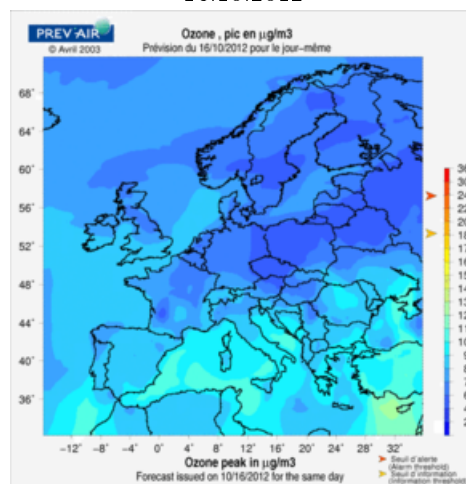 PREV'AIR
© Avril 2003
Ozone , pic en µg/m3
Prévision du 16/10/2012 pour le jour−même
68°
64°
60°
56°
52°
48°
44°
40°
36°
−12° −8° −4° 0° 4° 8° 12° 16° 20° 24° 28° 32°
Ozone peak in µg/m3
Forecast issued on 10/16/2012 for the same day
Seuil d´alerte
(Alarm threshold)
Seuil d´information
(Information threshold)